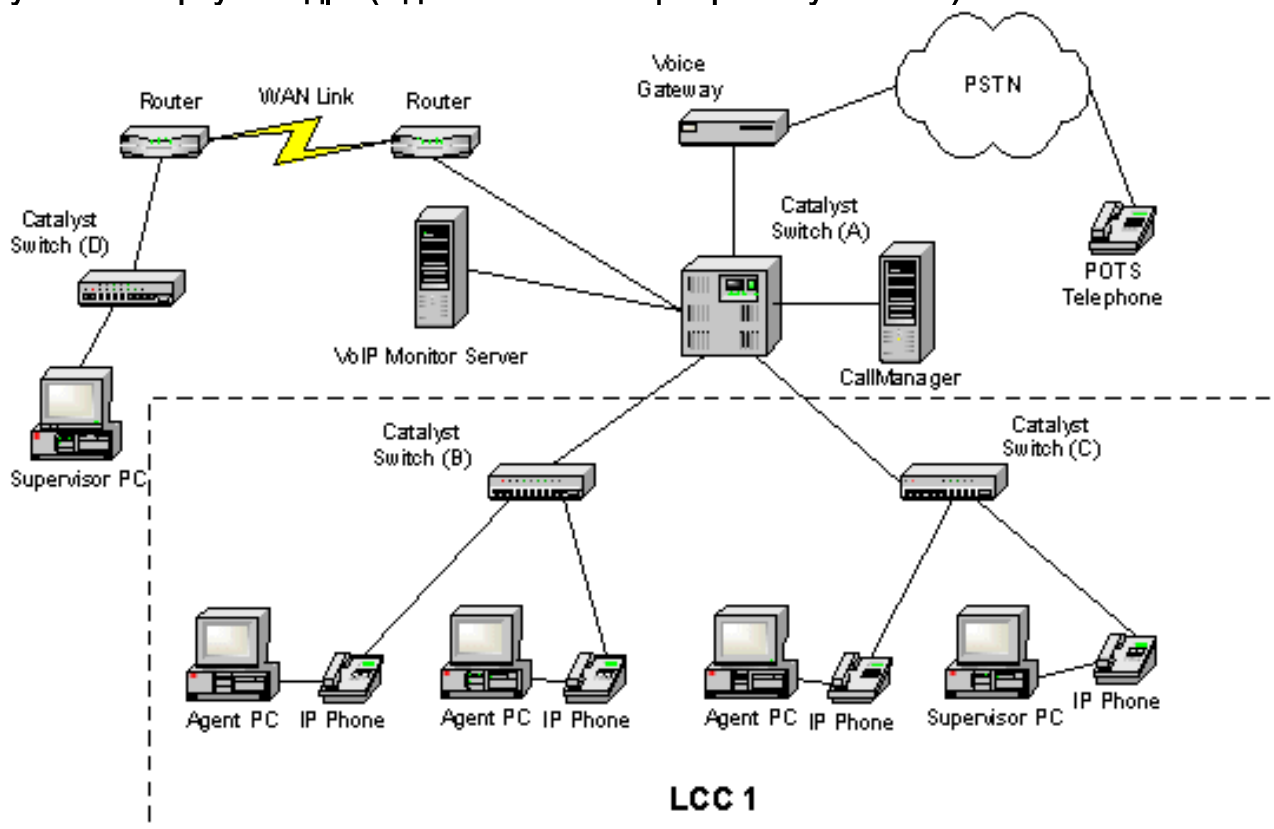 Voice
Gateway
PSTN
Router
WAN Link
Router
Catalyst
Switch (D)
Catalyst
Switch (A)
POTS
Telephone
VoIP Monitor Server
CallManager
Supervisor PC
Catalyst
Switch (B)
Catalyst
Switch (C)
Agent PC
IP Phone
Agent PC
IP Phone
Agent PC
IP Phone
Supervisor PC
IP Phone
LCC 1